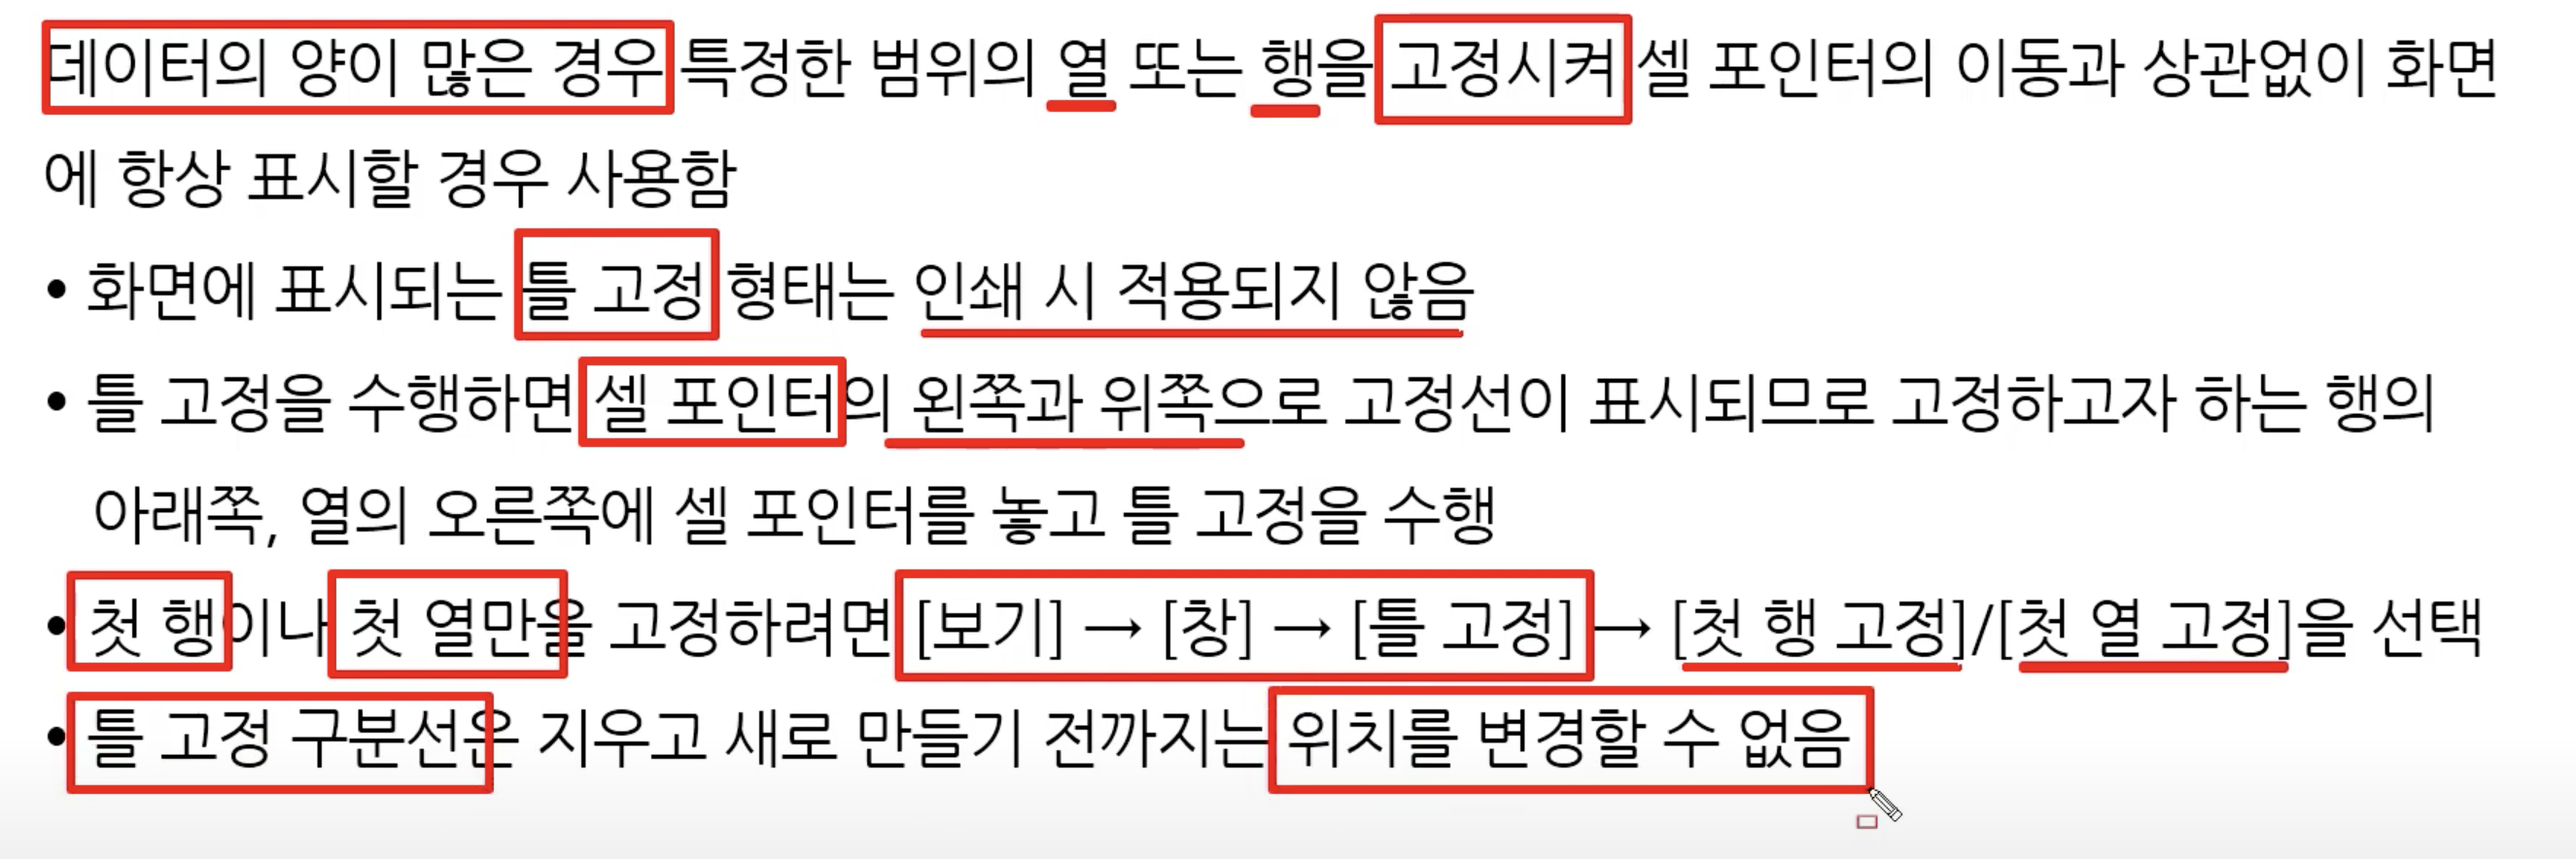 데이터의 양이 많은 경우 특정한 범위의 열 또는 행을 고정시켜 셀 포인터의 이동과 상관없이 화면
에 항상 표시할 경우 사용함
• 화면에 표시되는 틀 고정 형태는 인쇄 시 적용되지 않음
• 틀 고정을 수행하면 셀 포인터의 왼쪽과 위쪽으로 고정선이 표시되므로 고정하고자 하는 행의
아래쪽, 열의 오른쪽에 셀 포인터를 놓고 틀 고정을 수행
• 첫 행이나 첫 열만을 고정하려면 [보기] → [창] → [틀 고정] → [첫 행 고정]/[첫 열 고정]을 선택
• 틀 고정 구분선은 지우고 새로 만들기 전까지는 위치를 변경할 수 없음